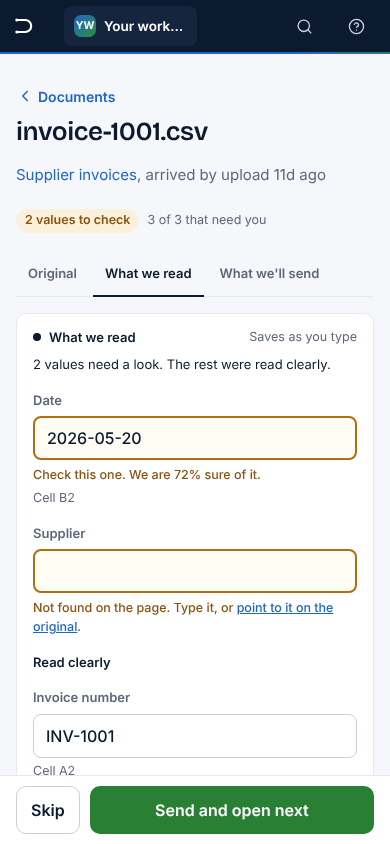 YW Your work...
Documents
invoice-1001.csv
Supplier invoices, arrived by upload 11d ago
2 values to check 3 of 3 that need you
Original What we read What we'll send
What we read Saves as you type
2 values need a look. The rest were read clearly.
Date
2026-05-20
Check this one. We are 72% sure of it.
Cell B2
Supplier
Not found on the page. Type it, or point to it on the
original.
Read clearly
Invoice number
INV-1001
Cell A2
Skip Send and open next